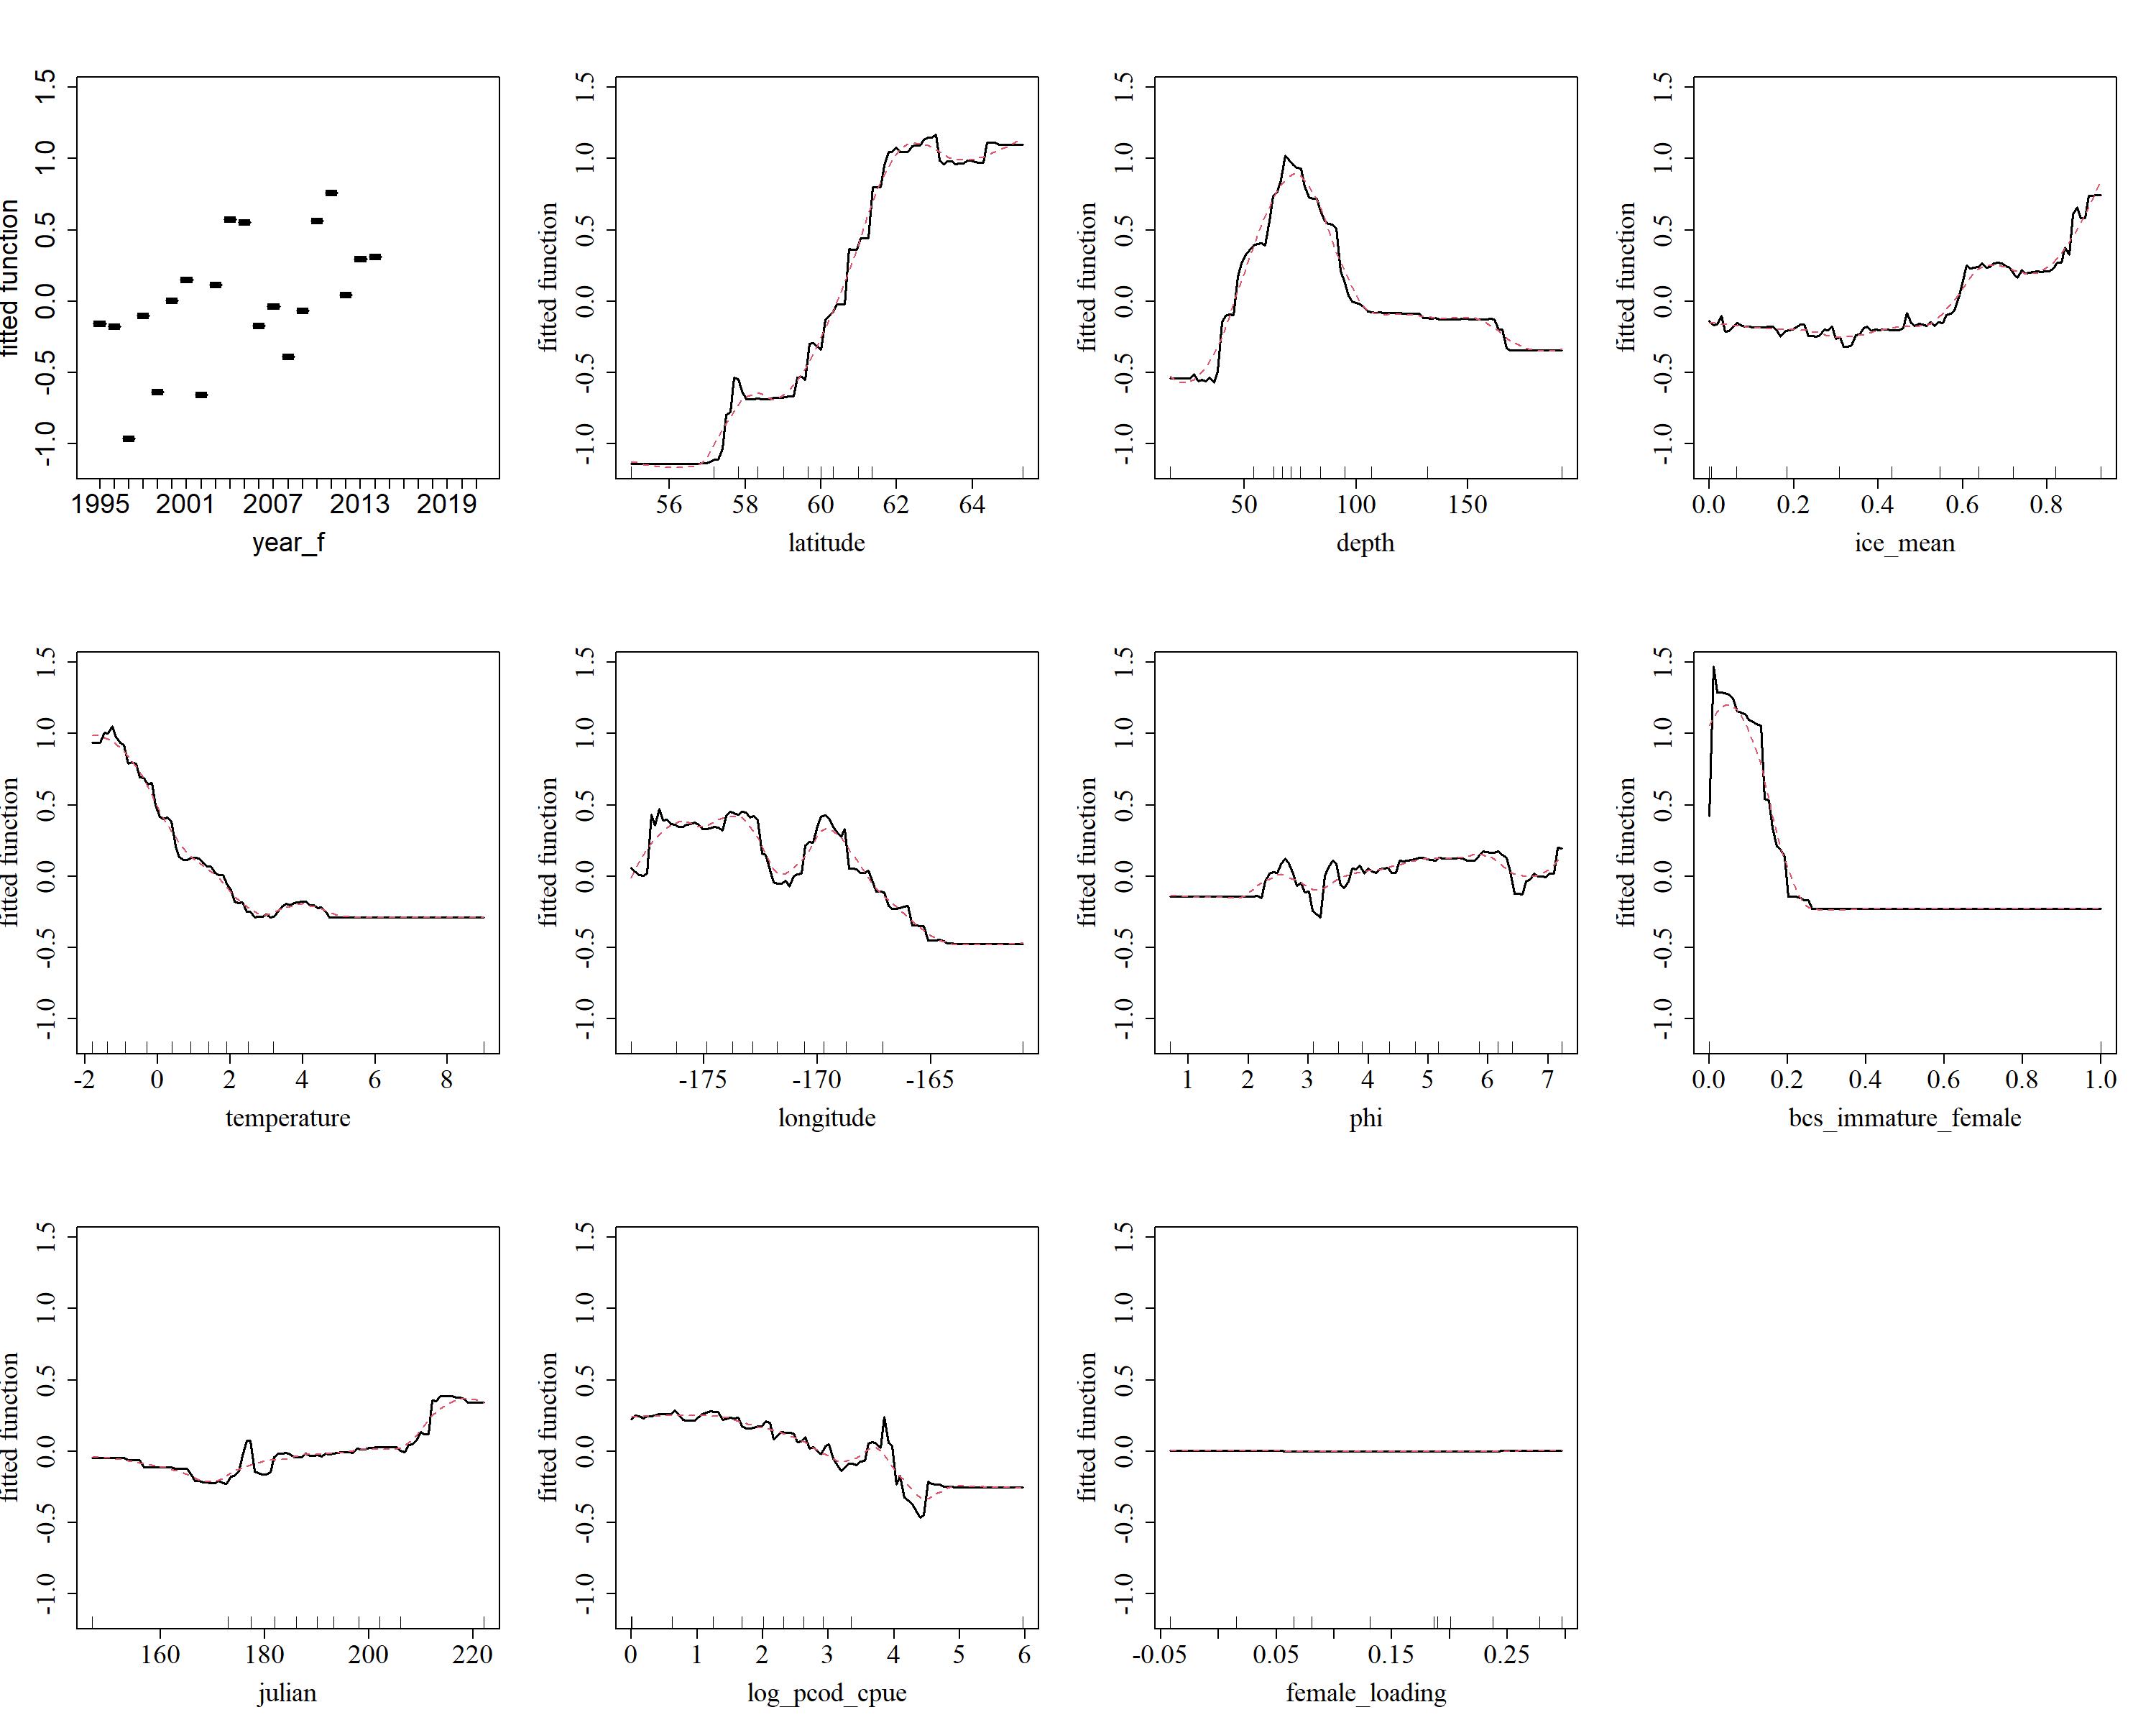 fitted function
-1.0 -0.5 0.0 0.5 1.0 1.5
1995 2001 2007 2013 2019
year_f
fitted function
-1.0 -0.5 0.0 0.5 1.0 1.5
56 58 60 62 64
latitude
fitted function
-1.0 -0.5 0.0 0.5 1.0 1.5
50 100 150
depth
fitted function
-1.0 -0.5 0.0 0.5 1.0 1.5
0.0 0.2 0.4 0.6 0.8
ice_mean
fitted function
-1.0 -0.5 0.0 0.5 1.0 1.5
-2 0 2 4 6 8
temperature
fitted function
-1.0 -0.5 0.0 0.5 1.0 1.5
-175 -170 -165
longitude
fitted function
-1.0 -0.5 0.0 0.5 1.0 1.5
1 2 3 4 5 6 7
phi
fitted function
-1.0 -0.5 0.0 0.5 1.0 1.5
0.0 0.2 0.4 0.6 0.8 1.0
bcs_immature_female
fitted function
-1.0 -0.5 0.0 0.5 1.0 1.5
160 180 200 220
julian
fitted function
-1.0 -0.5 0.0 0.5 1.0 1.5
0 1 2 3 4 5 6
log_pcod_cpue
fitted function
-1.0 -0.5 0.0 0.5 1.0 1.5
-0.05 0.05 0.15 0.25
female_loading